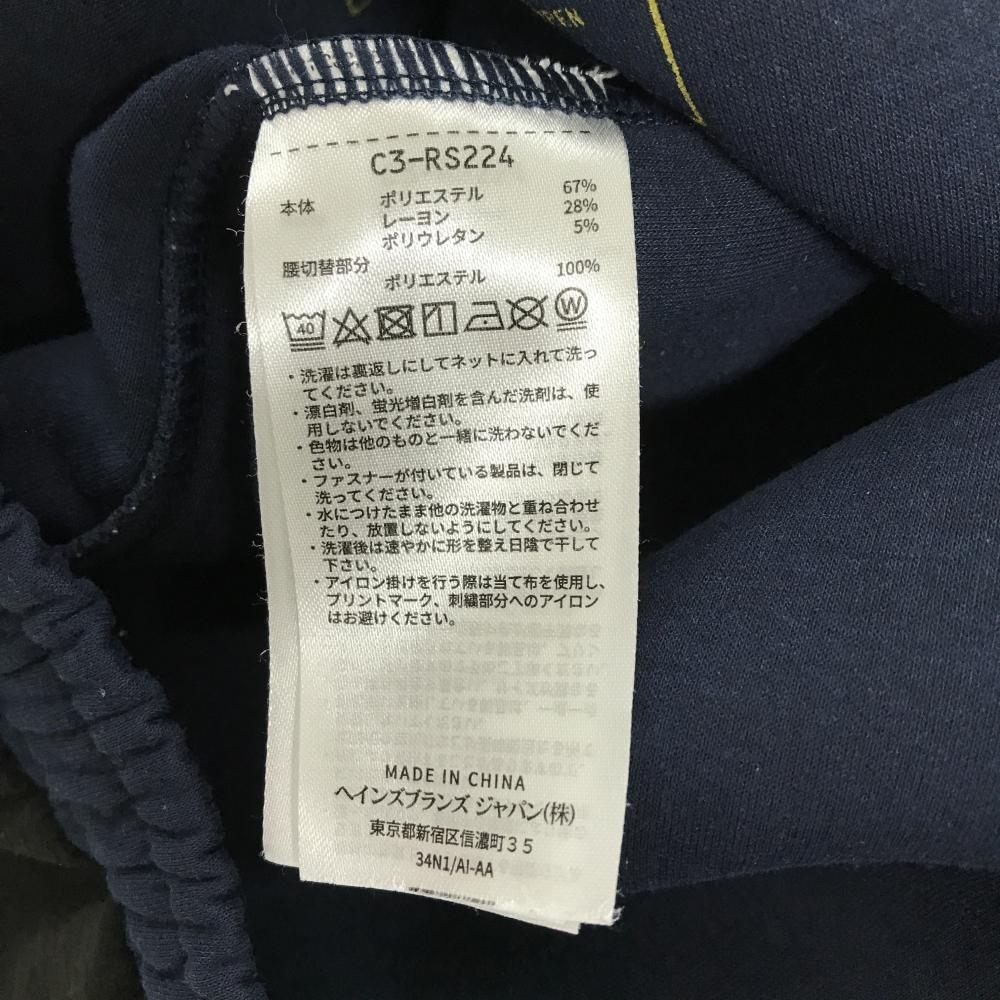 C3-RS224
本体 ポリエステル 67%
レーヨン 28%
ポリウレタン 5%
腰切替部分
ポリエステル 100%
40 W
・洗濯は裏返しにしてネットに入れて洗っ
てください。
・漂白剤、蛍光増白剤を含んだ洗剤は、使
用しないでください。
・色物は他のものと一緒に洗わないでくだ
さい。
・ファスナーが付いている製品は、閉じて
洗ってください。
・水につけたまま他の洗濯物と重ね合わせ
たり、放置しないようにしてください。
・洗濯後は速やかに形を整え日陰で干して
下さい。
・アイロン掛けを行う際は当て布を使用し、
プリントマーク、刺繍部分へのアイロン
はお避けください。
MADE IN CHINA
ヘインズブランズ ジャパン(株)
東京都新宿区信濃町35
34N1/AI-AA